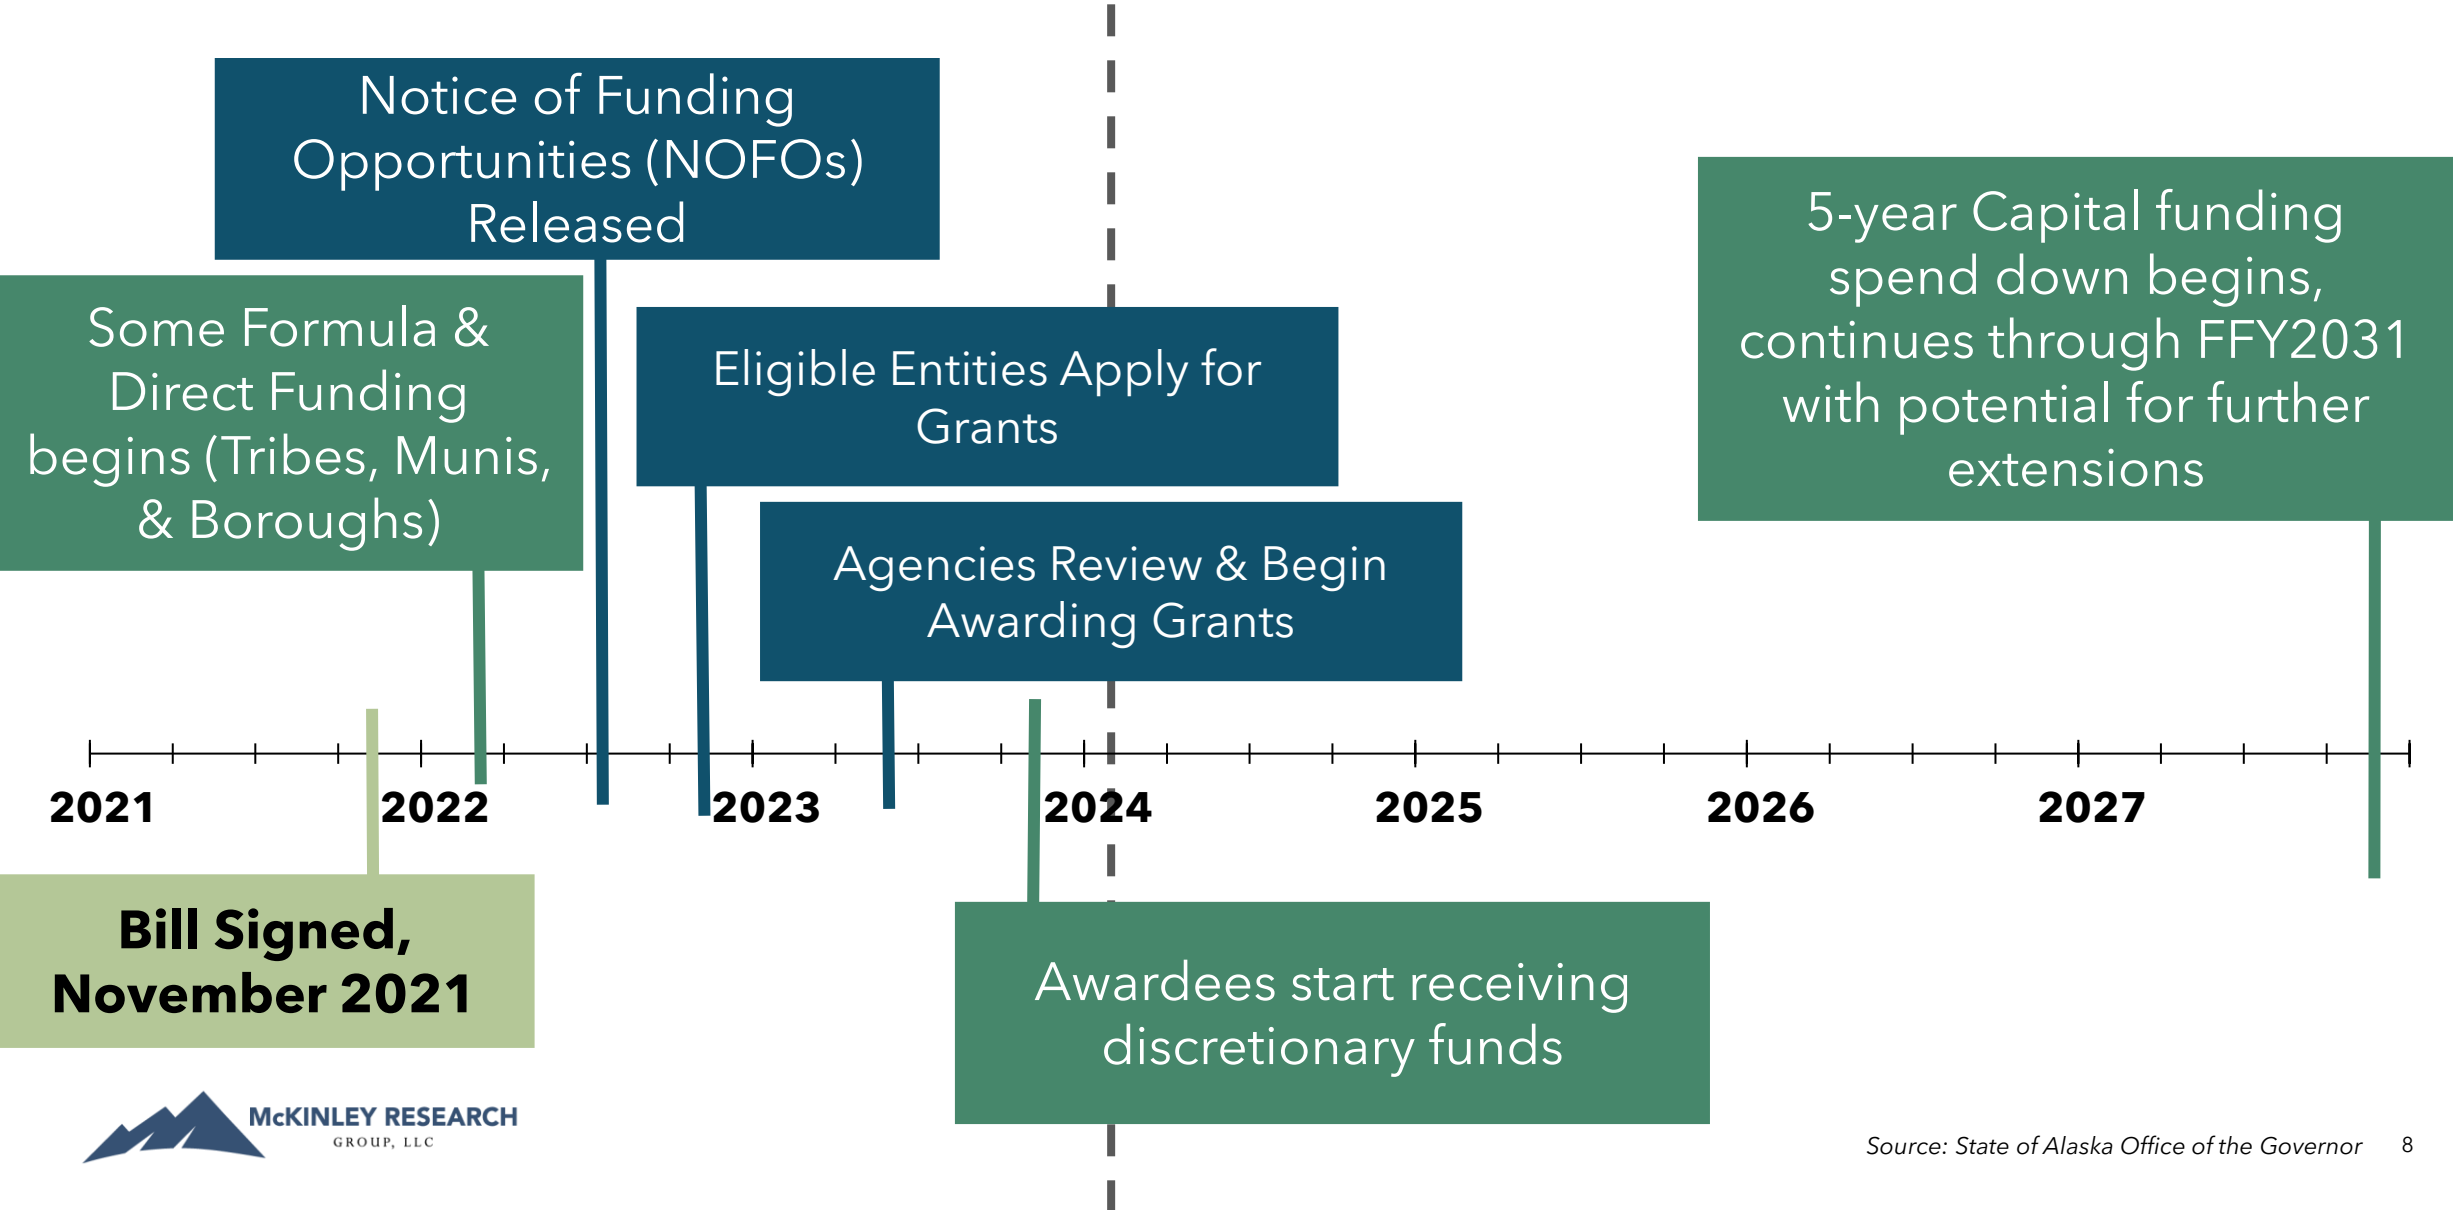 Notice of Funding
Opportunities (NOFOs)
Released
Some Formula &
Direct Funding
begins (Tribes, Munis,
& Boroughs)
Eligible Entities Apply for
Grants
5-year Capital funding
spend down begins,
continues through FFY2031
with potential for further
extensions
Agencies Review & Begin
Awarding Grants
2021 2022 2023 2024 2025 2026 2027
Bill Signed,
November 2021
Awardees start receiving
discretionary funds
McKINLEY RESEARCH
GROUP, LLC
Source: State of Alaska Office of the Governor 8